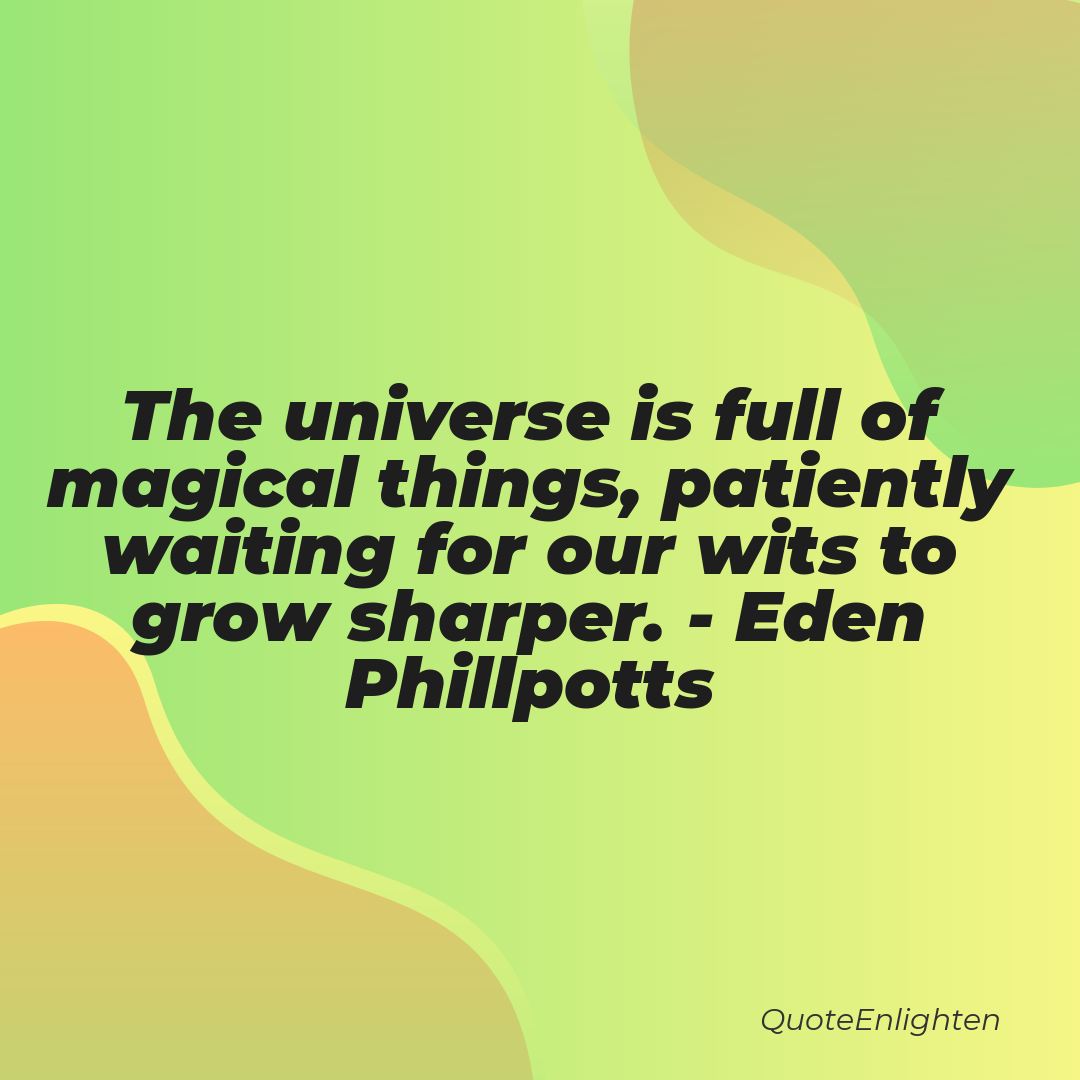 The universe is full of
magical things, patiently
waiting for our wits to
grow sharper. - Eden
Phillpotts
QuoteEnlighten